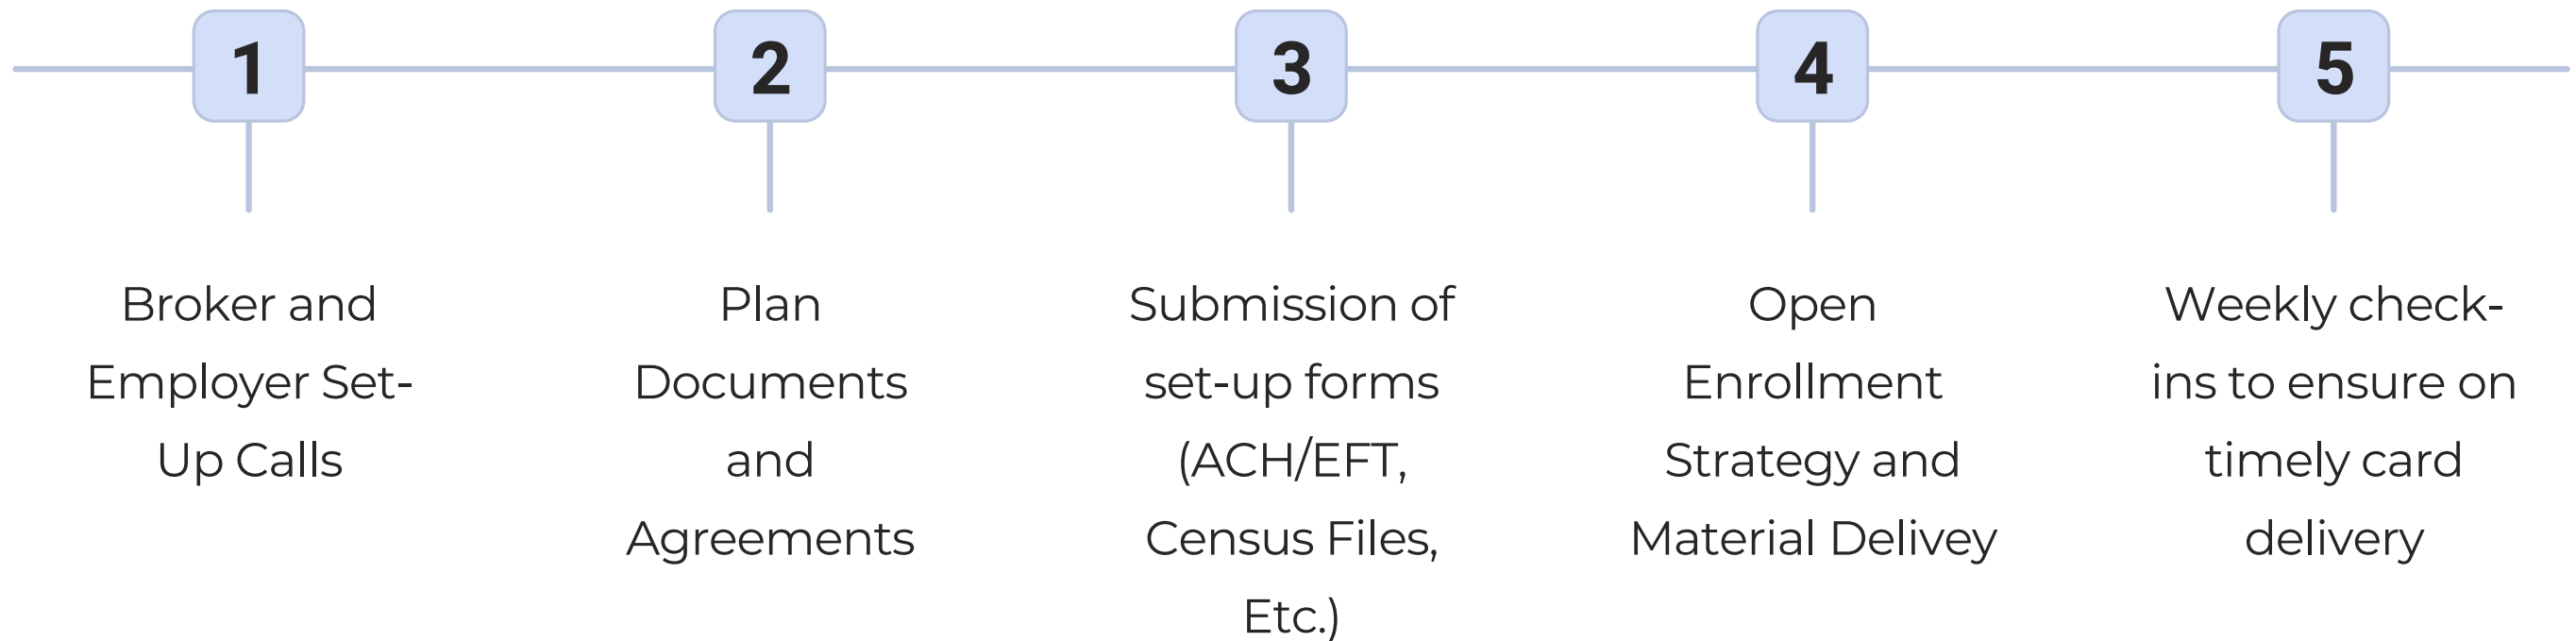 1
Broker and
Employer Set-
Up Calls
2
Plan
Documents
and
Agreements
3
Submission of
set-up forms
(ACH/EFT,
Census Files,
Etc.)
4
Open
Enrollment
Strategy and
Material Delivey
5
Weekly check-
ins to ensure on
timely card
delivery